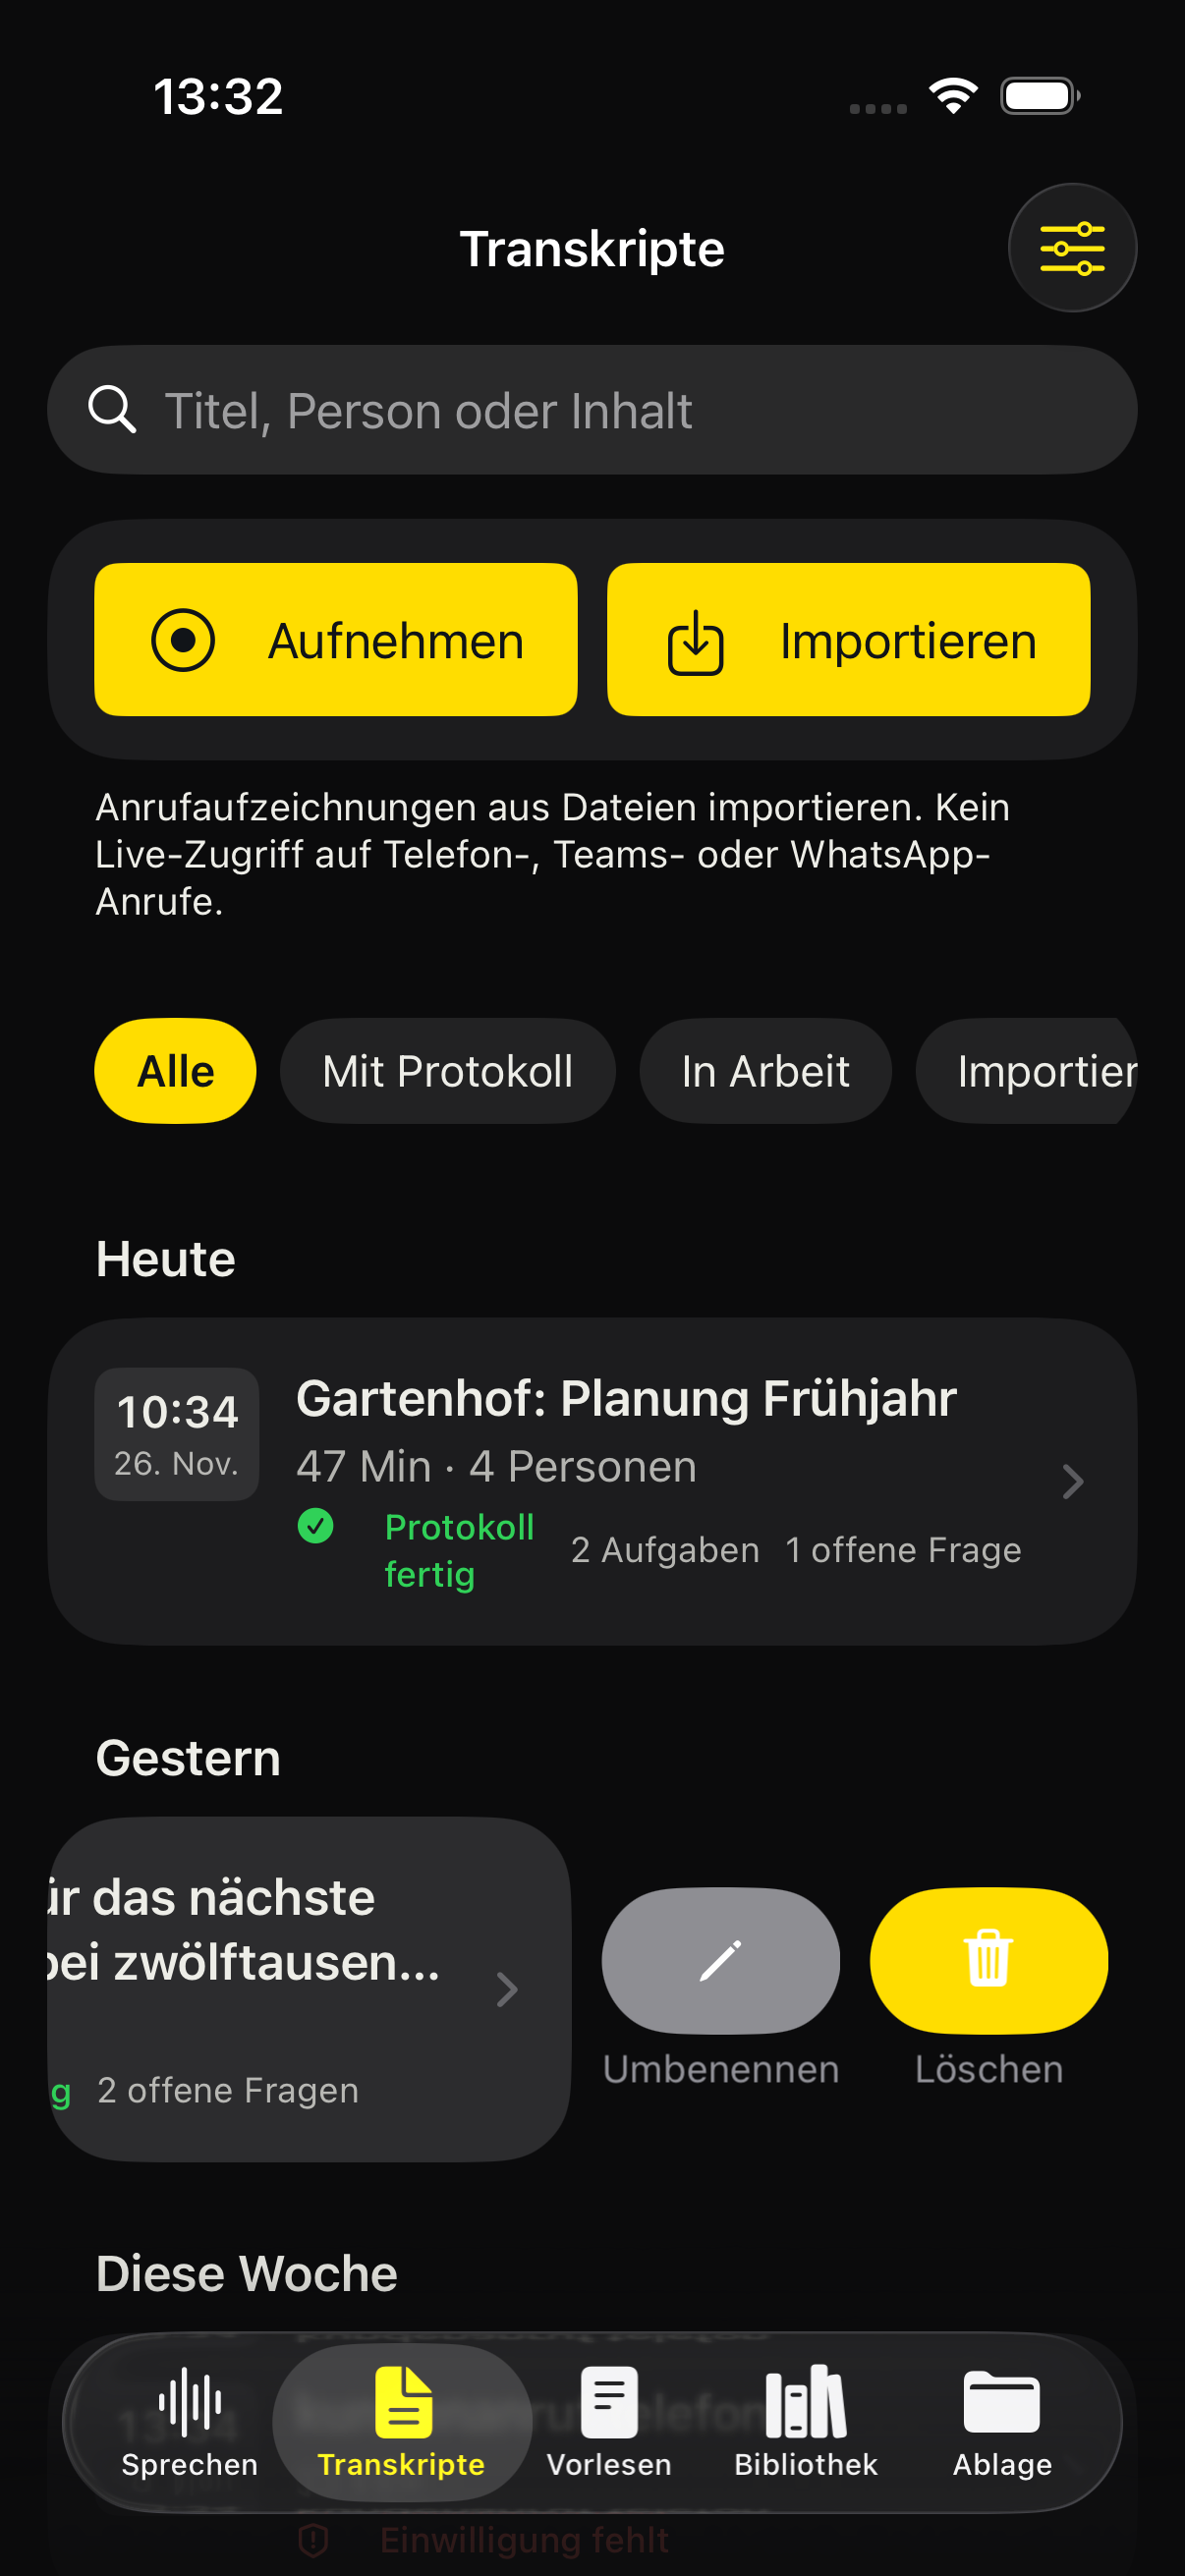 13:32
Transkripte
Titel, Person oder Inhalt
Aufnehmen
Importieren
Anrufaufzeichnungen aus Dateien importieren. Kein
Live-Zugriff auf Telefon-, Teams- oder WhatsApp-
Anrufe.
Alle
Mit Protokoll
In Arbeit
Importier
Heute
10:34
26. Nov.
Gartenhof: Planung Frühjahr
47 Min · 4 Personen
Protokoll
fertig
2 Aufgaben
1 offene Frage
Gestern
ür das nächste
bei zwölftausen...
g
2 offene Fragen
Umbenennen
Löschen
Diese Woche
Sprechen
Transkripte
Vorlesen
Bibliothek
Ablage
Einwilligung fehlt